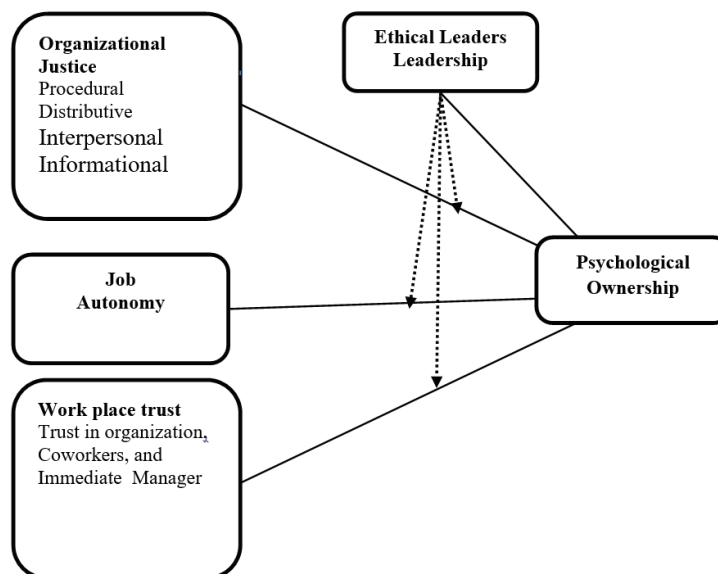 Organizational
Justice
Procedural
Distributive
Interpersonal
Informational
Ethical Leaders
Leadership
Job
Autonomy
Psychological
Ownership
Work place trust
Trust in organization,
Coworkers, and
Immediate Manager